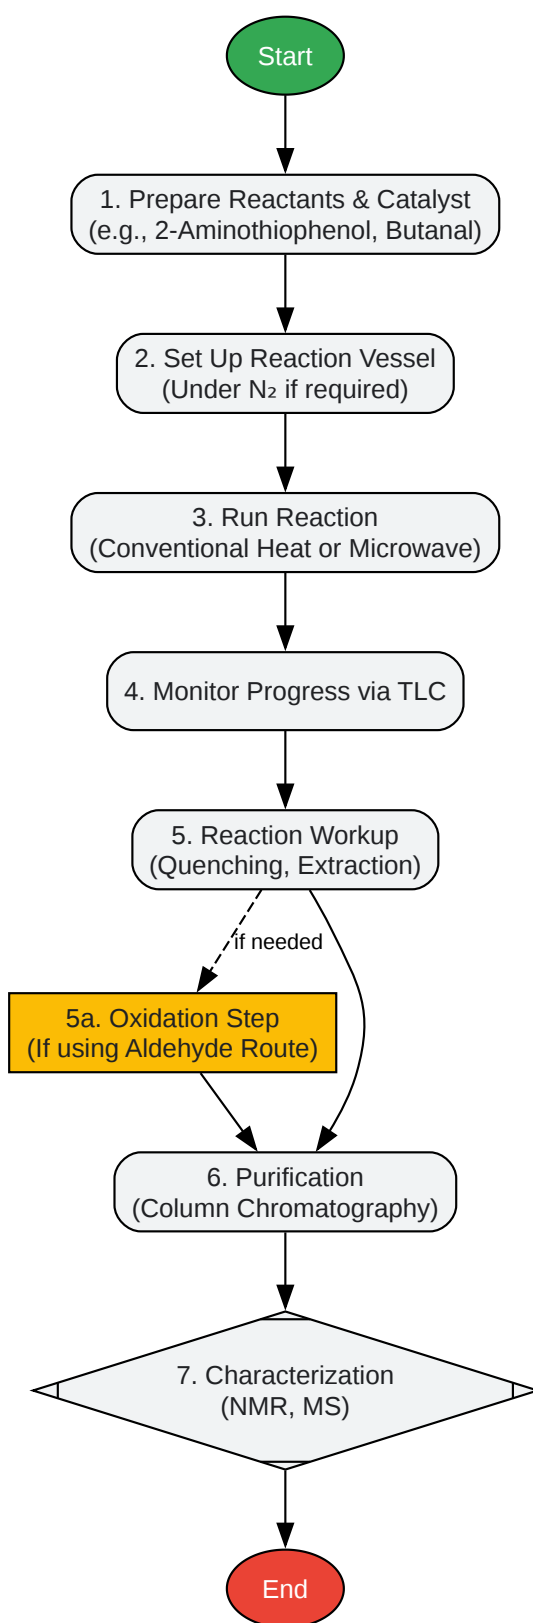 Start
1. Prepare Reactants & Catalyst
(e.g., 2-Aminothiophenol, Butanal)
2. Set Up Reaction Vessel
(Under N₂ if required)
3. Run Reaction
(Conventional Heat or Microwave)
4. Monitor Progress via TLC
5. Reaction Workup
(Quenching, Extraction)
if needed
5a. Oxidation Step
(If using Aldehyde Route)
6. Purification
(Column Chromatography)
7. Characterization
(NMR, MS)
End